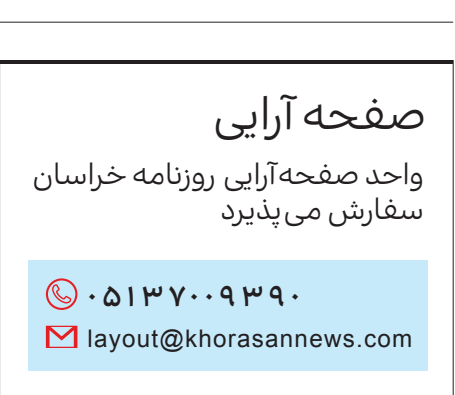 صفحه آرایی
واحد صفحه‌آرایی روزنامه خراسان
سفارش می‌پذیرد
۰۵۱۳۷۰۰۹۳۹۰
layout@khorasannews.com